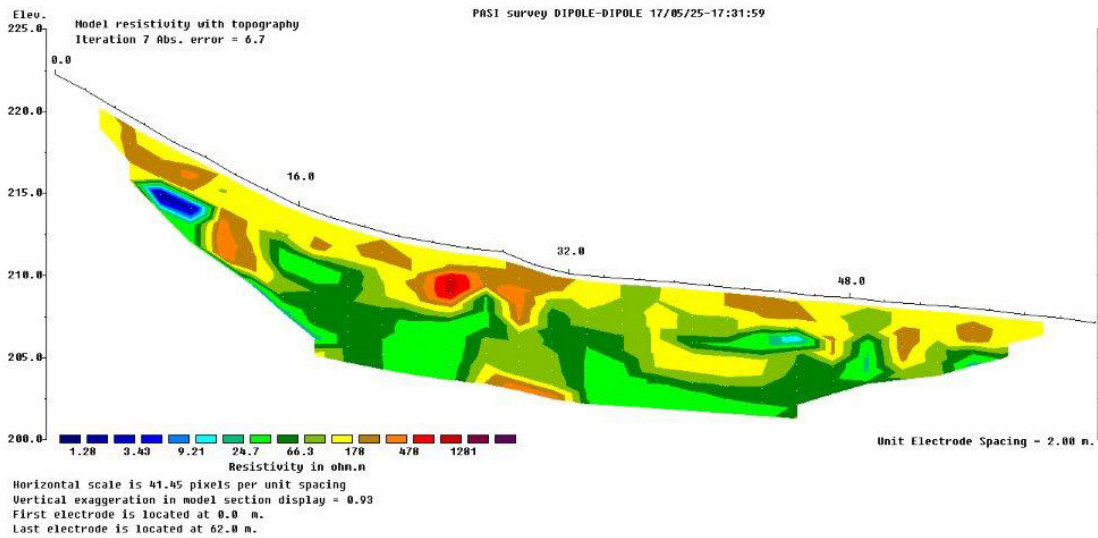 PASI survey DIPOLE-DIPOLE 17/05/25-17:31:59
Elev.
Model resistivity with topography
Iteration 7 Abs. error = 6.7
225.0
0.0
220.0
16.0
215.0
32.0
210.0
48.0
205.0
200.0
Unit Electrode Spacing = 2.00 m.
1.28 3.43 9.21 24.7 66.3 178 478 1281
Resistivity in ohm.m
Horizontal scale is 41.45 pixels per unit spacing
Vertical exaggeration in model section display = 0.93
First electrode is located at 0.0 m.
Last electrode is located at 62.0 m.